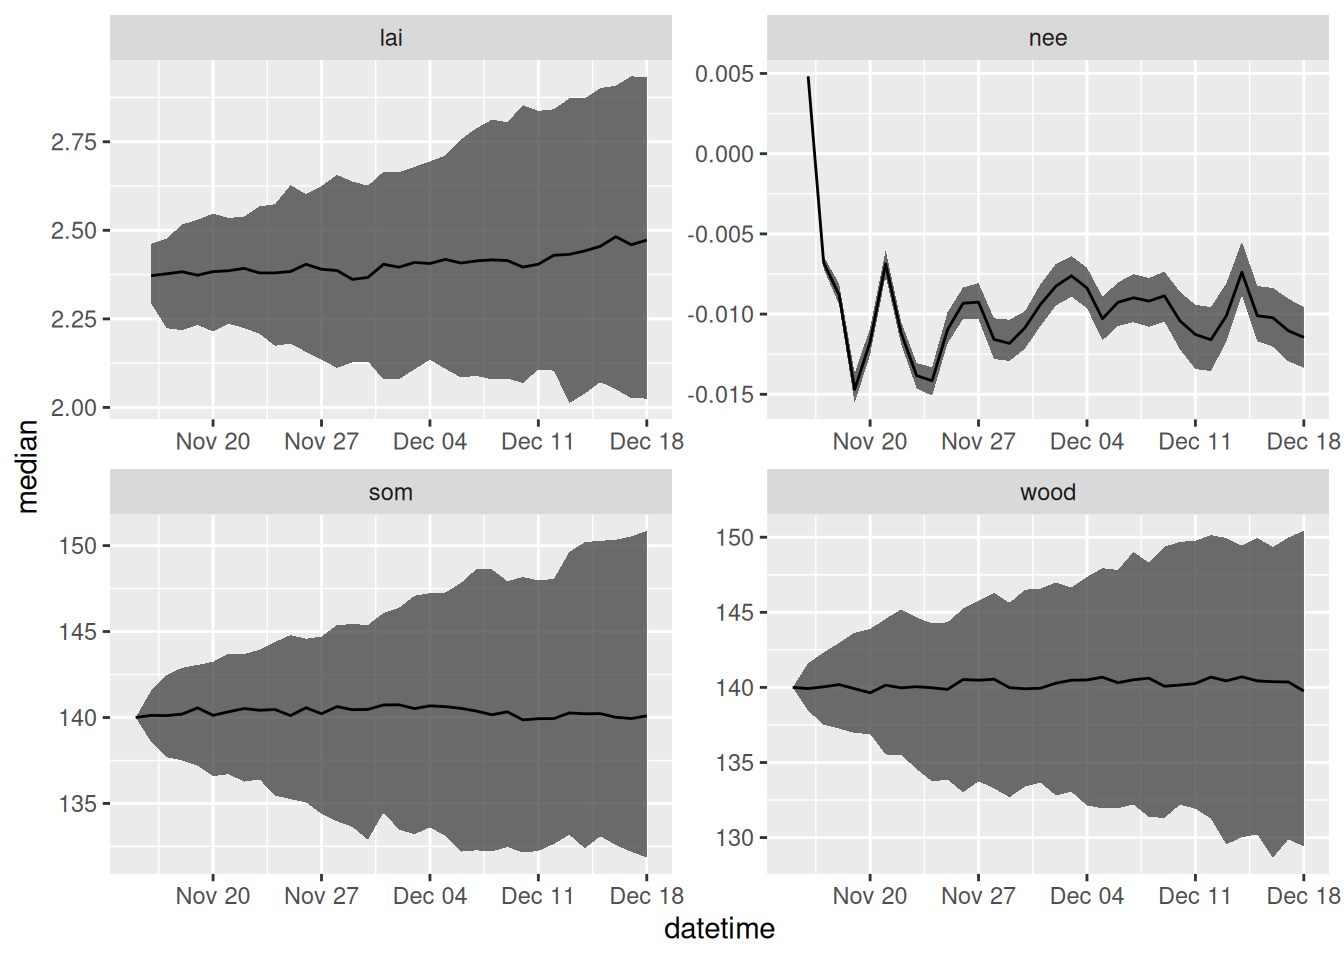 lai
2.75
2.50
2.25
2.00
Nov 20 Nov 27 Dec 04 Dec 11 Dec 18
nee
0.005
0.000
-0.005
-0.010
-0.015
Nov 20 Nov 27 Dec 04 Dec 11 Dec 18
median
som
150
145
140
135
Nov 20 Nov 27 Dec 04 Dec 11 Dec 18
wood
150
145
140
135
130
Nov 20 Nov 27 Dec 04 Dec 11 Dec 18
datetime